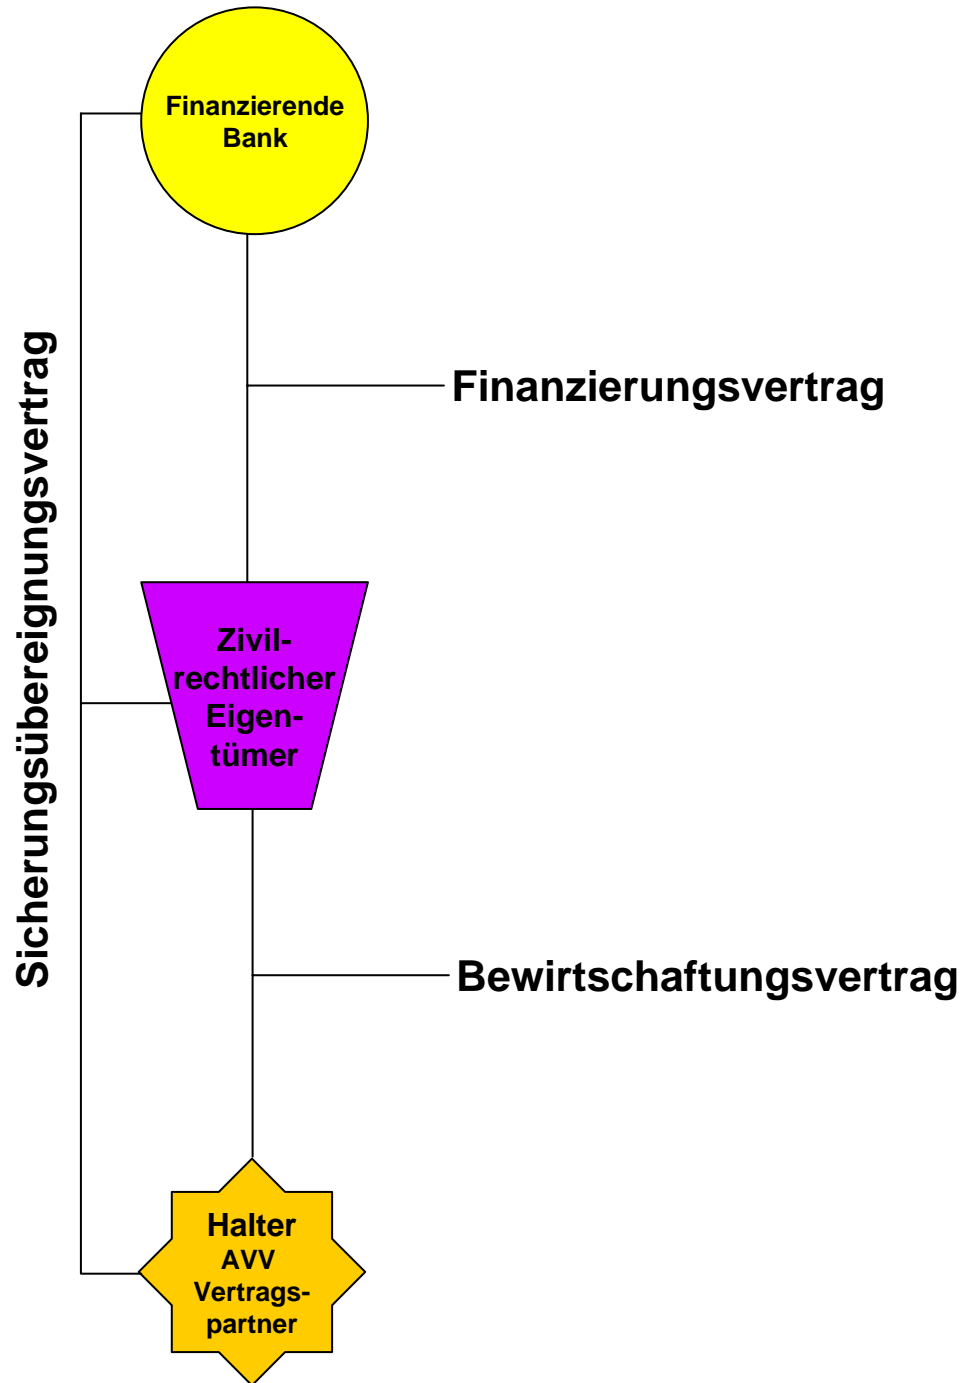 Finanzierende
Bank
Finanzierungsvertrag
Sicherungsübereignungsvertrag
Zivil-
rechtlicher
Eigen-
tümer
Bewirtschaftungsvertrag
Halter
AVV
Vertrags-
partner